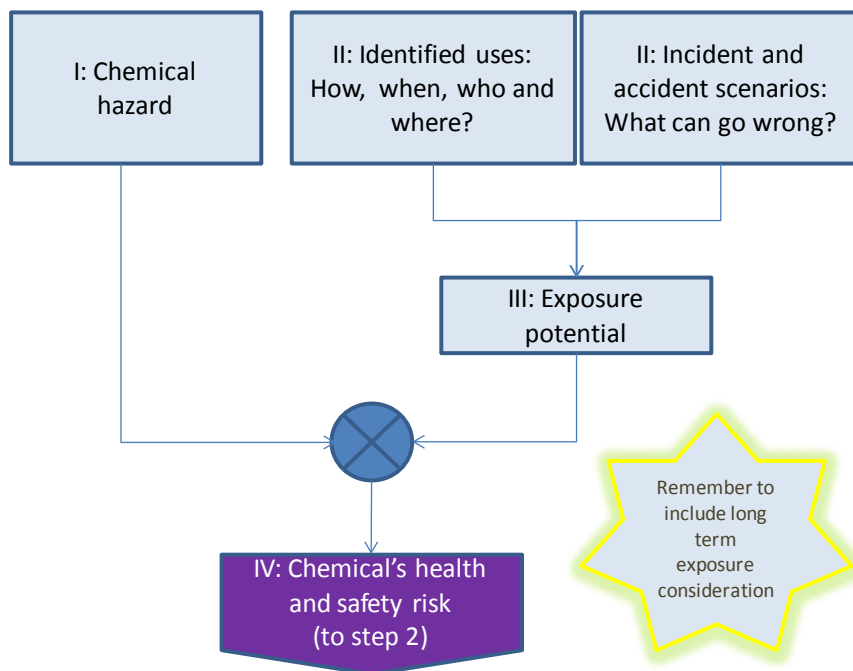 I: Chemical
hazard
II: Identified uses:
How, when, who and
where?
II: Incident and
accident scenarios:
What can go wrong?
III: Exposure
potential
Remember to
include long
term
exposure
consideration
IV: Chemical’s health
and safety risk
(to step 2)